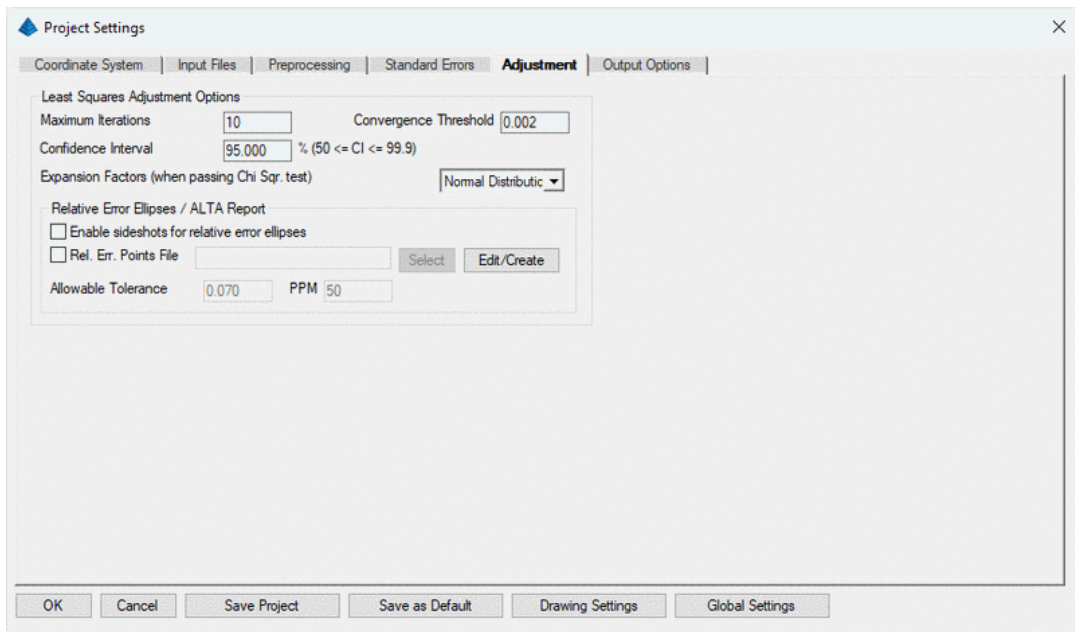 Project Settings
Coordinate System Input Files Preprocessing Standard Errors Adjustment Output Options
Least Squares Adjustment Options
Maximum Iterations 10 Convergence Threshold 0.002
Confidence Interval 95.000 % (50 <= CI <= 99.9)
Expansion Factors (when passing Chi Sqr. test) Normal Distributic
Relative Error Ellipses / ALTA Report
Enable sideshots for relative error ellipses
Rel. Err. Points File Select Edit/Create
Allowable Tolerance 0.070 PPM 50
OK Cancel Save Project Save as Default Drawing Settings Global Settings